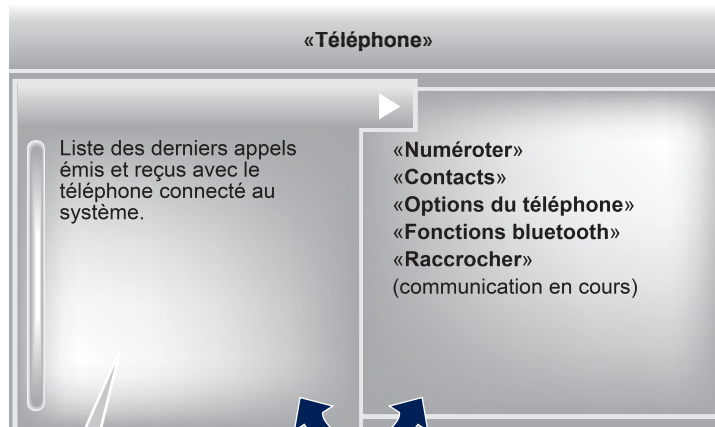 «Téléphone»
Liste des derniers appels
émis et reçus avec le
téléphone connecté au
système.
«Numéroter»
«Contacts»
«Options du téléphone»
«Fonctions bluetooth»
«Raccrocher»
(communication en cours)